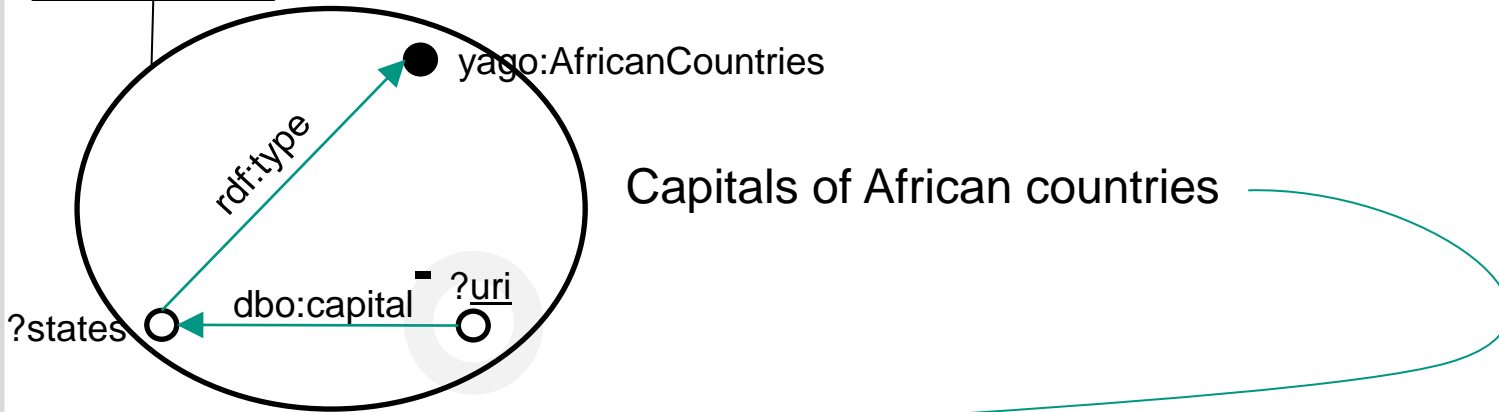 yago:AfricanCountries
rdf:type
Capitals of African countries
dbo:capital⁻ ?uri
?states